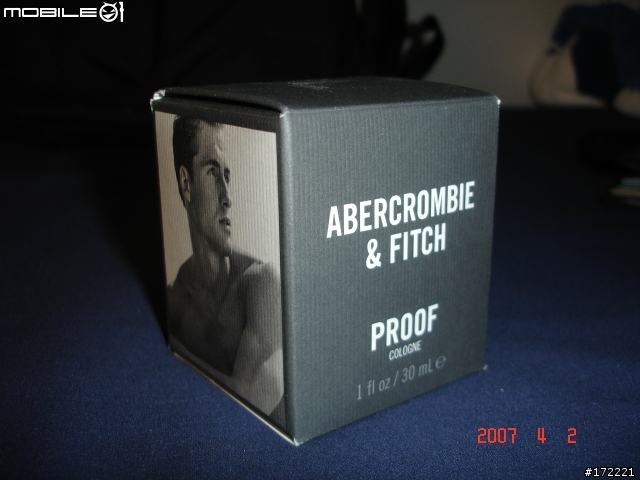 MOBILE01
ABERCROMBIE
& FITCH
PROOF
COLOGNE
1 fl oz / 30 mL ℮
2007 4 2
#172221